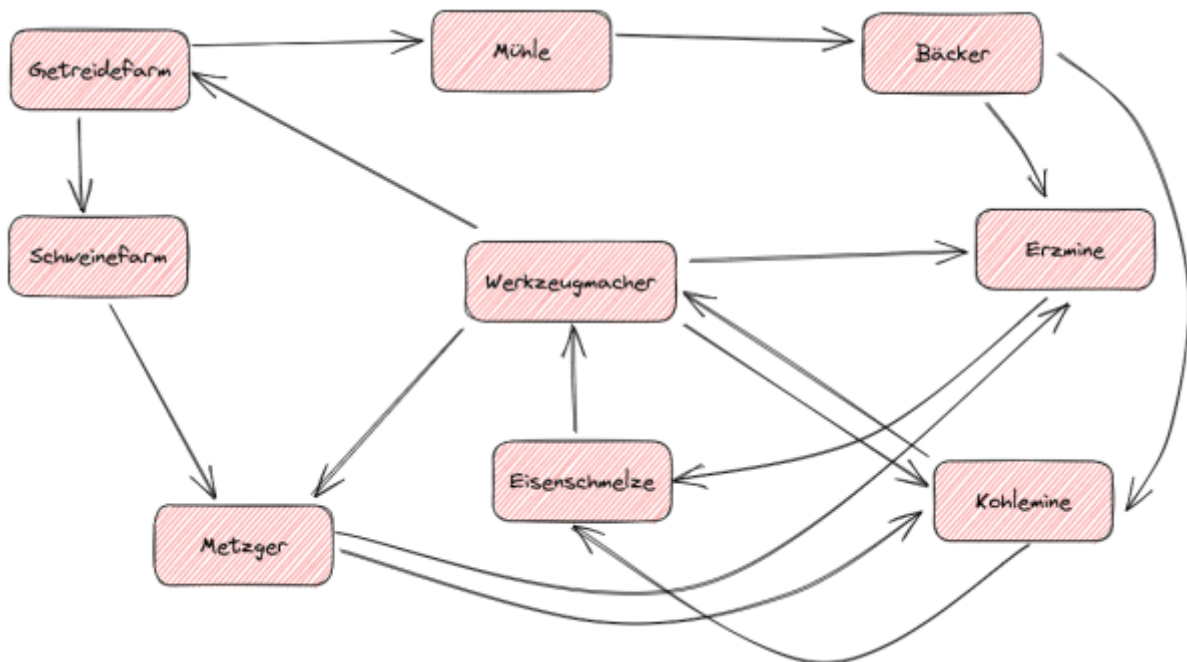 Getreidefarm
Mühle
Bäcker
Schweinefarm
Werkzeugmacher
Erzmine
Eisenschmelze
Kohlemine
Metzger